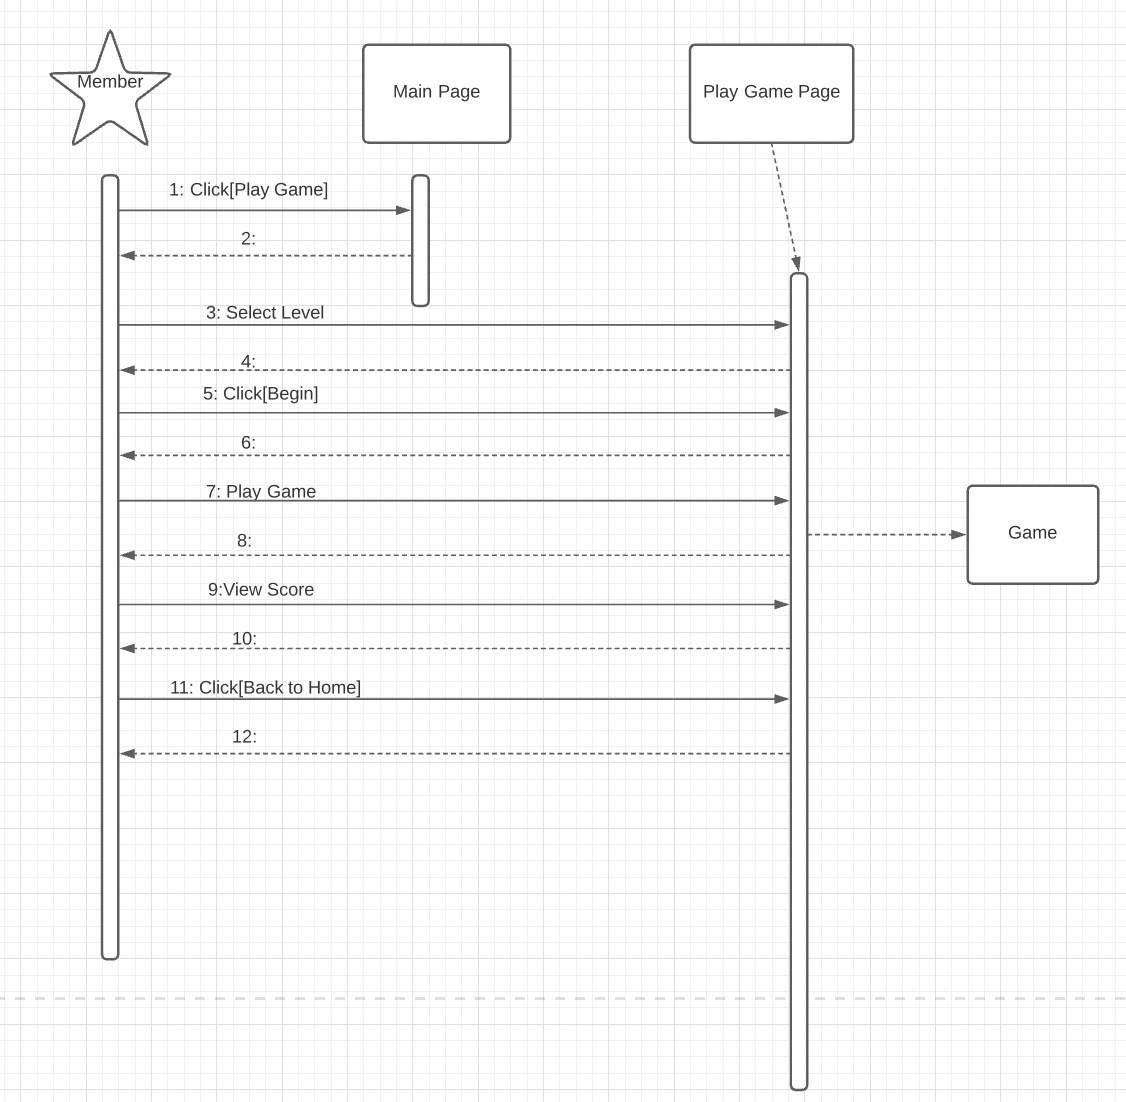 Member
Main Page
Play Game Page
1: Click[Play Game]
2:
3: Select Level
4:
5: Click[Begin]
6:
7: Play Game
Game
8:
9:View Score
10:
11: Click[Back to Home]
12: